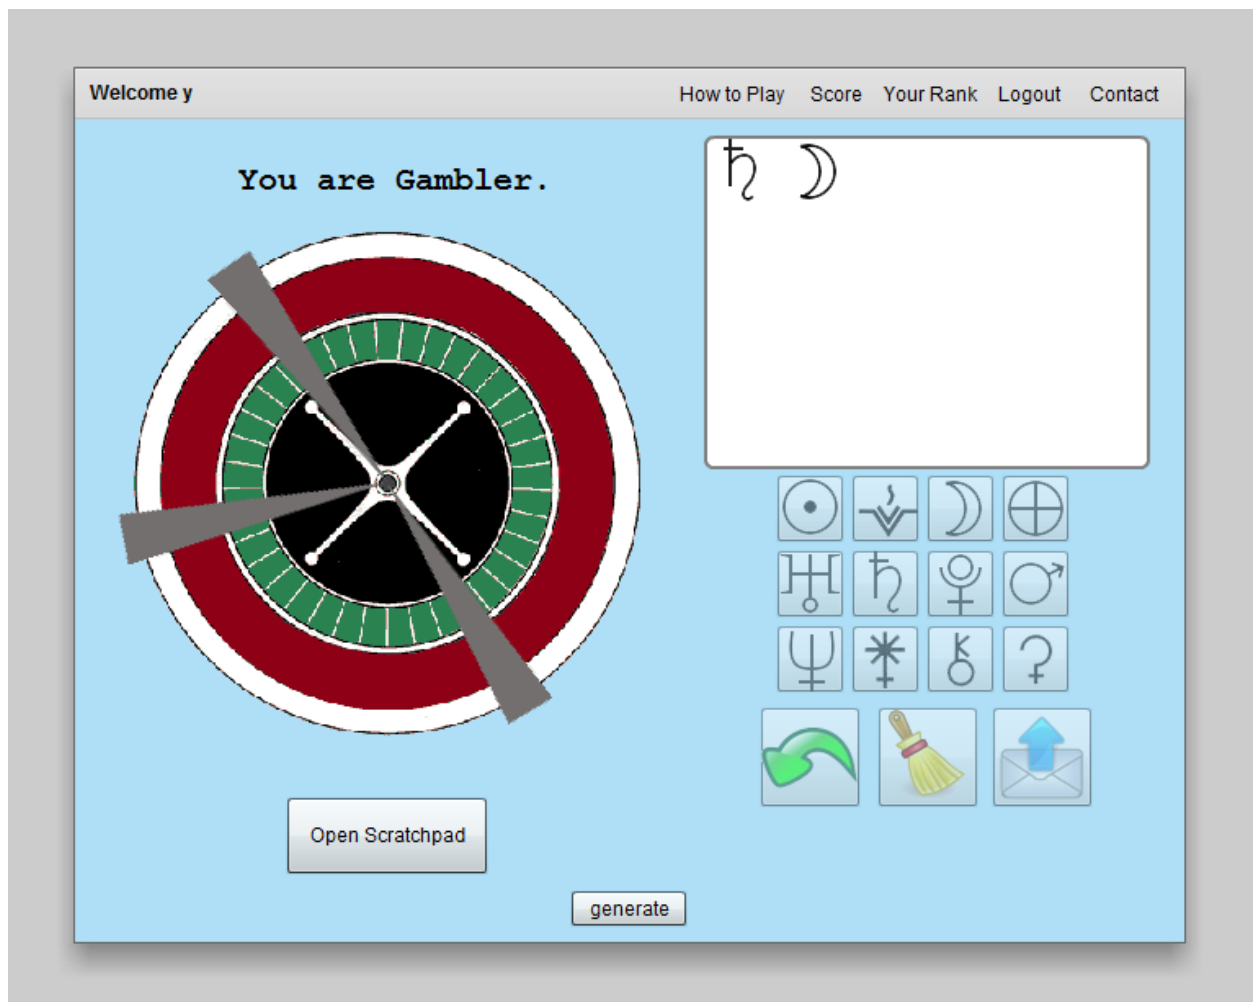 Welcome y
How to Play Score Your Rank Logout Contact
You are Gambler.
♄ ☽
Open Scratchpad
generate